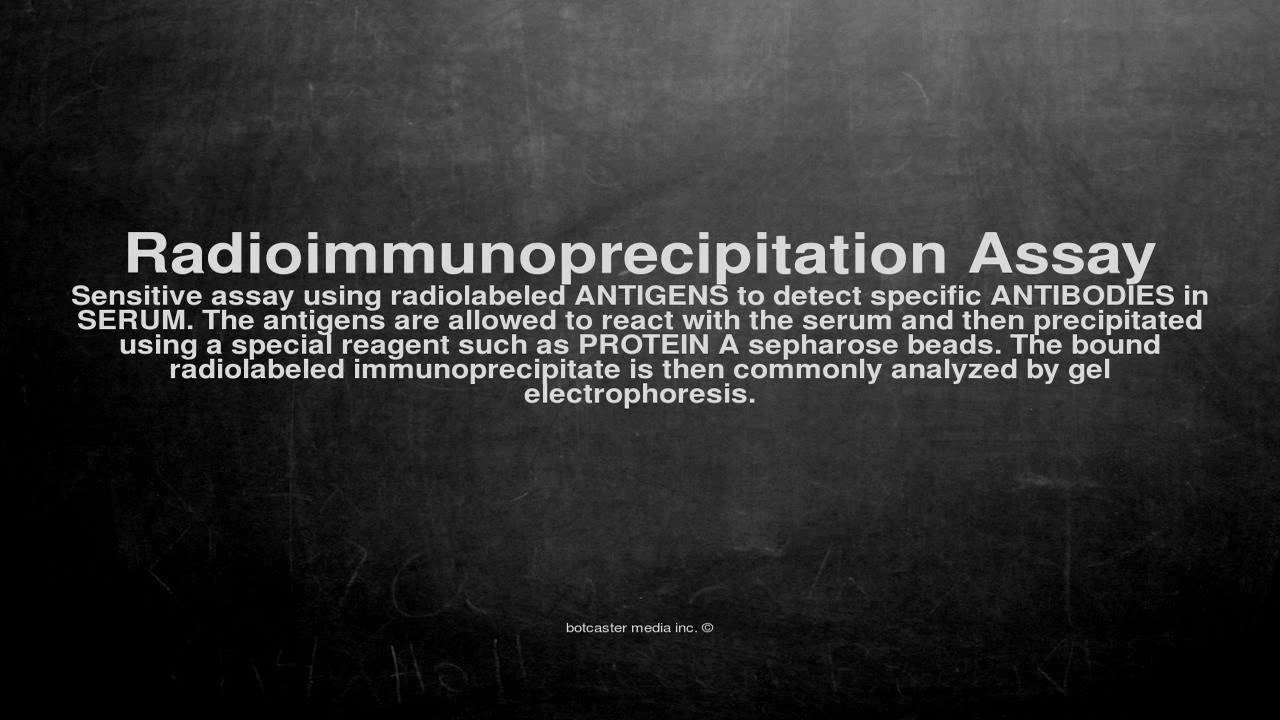 Radioimmunoprecipitation Assay
Sensitive assay using radiolabeled ANTIGENS to detect specific ANTIBODIES in
SERUM. The antigens are allowed to react with the serum and then precipitated
using a special reagent such as PROTEIN A sepharose beads. The bound
radiolabeled immunoprecipitate is then commonly analyzed by gel
electrophoresis.
botcaster media inc. ©